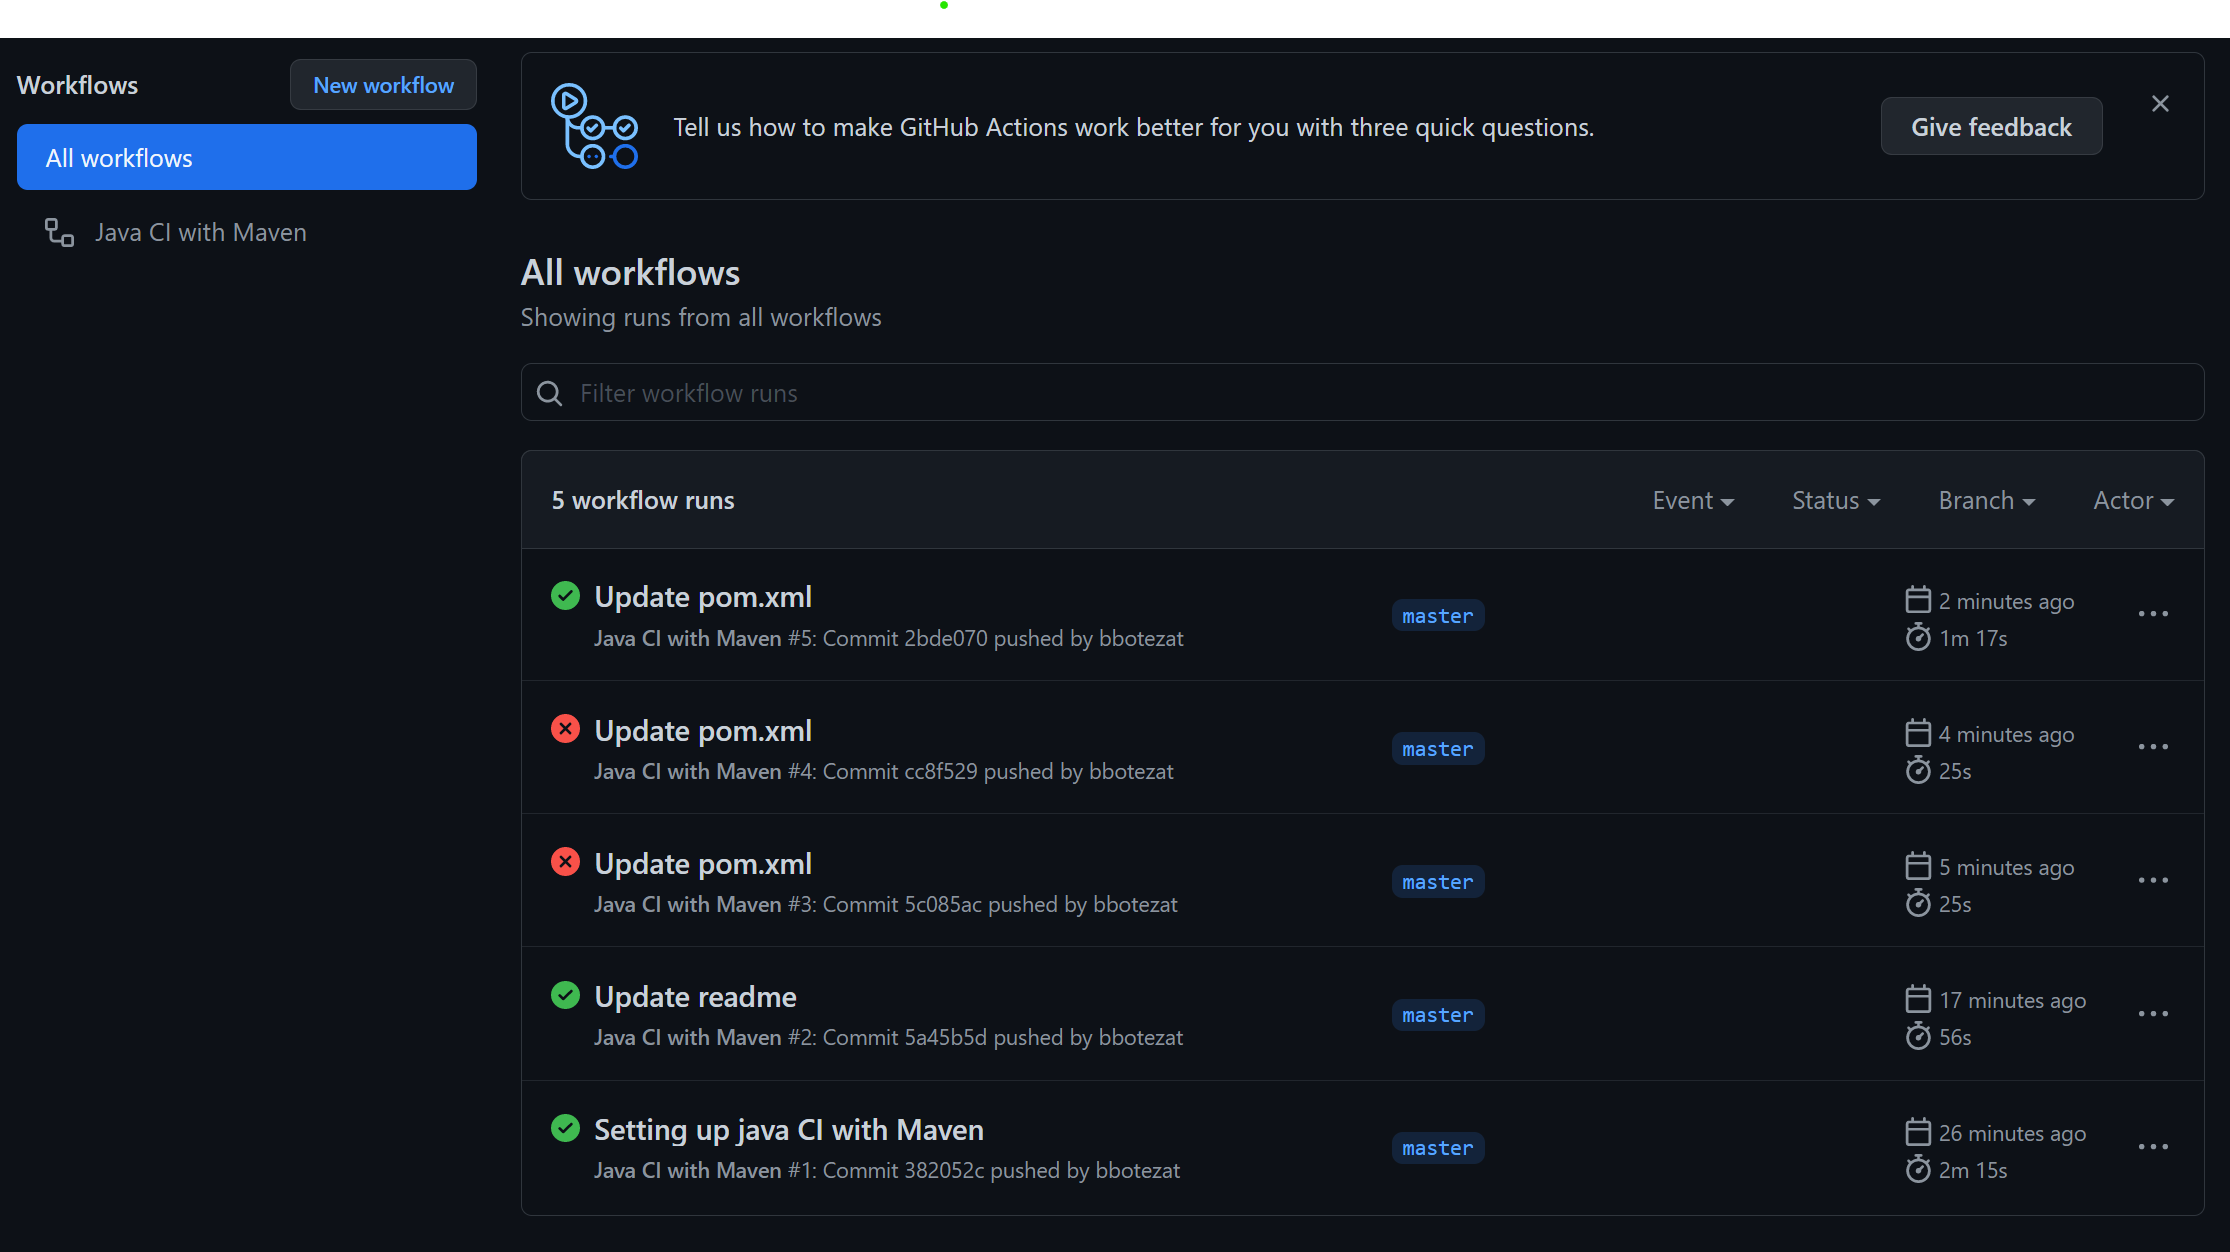 Workflows
New workflow
All workflows
Java CI with Maven
Tell us how to make GitHub Actions work better for you with three quick questions.
Give feedback
All workflows
Showing runs from all workflows
Filter workflow runs
5 workflow runs
Event
Status
Branch
Actor
Update pom.xml
Java CI with Maven #5: Commit 2bde070 pushed by bbotezat
master
2 minutes ago
1m 17s
Update pom.xml
Java CI with Maven #4: Commit cc8f529 pushed by bbotezat
master
4 minutes ago
25s
Update pom.xml
Java CI with Maven #3: Commit 5c085ac pushed by bbotezat
master
5 minutes ago
25s
Update readme
Java CI with Maven #2: Commit 5a45b5d pushed by bbotezat
master
17 minutes ago
56s
Setting up java CI with Maven
Java CI with Maven #1: Commit 382052c pushed by bbotezat
master
26 minutes ago
2m 15s